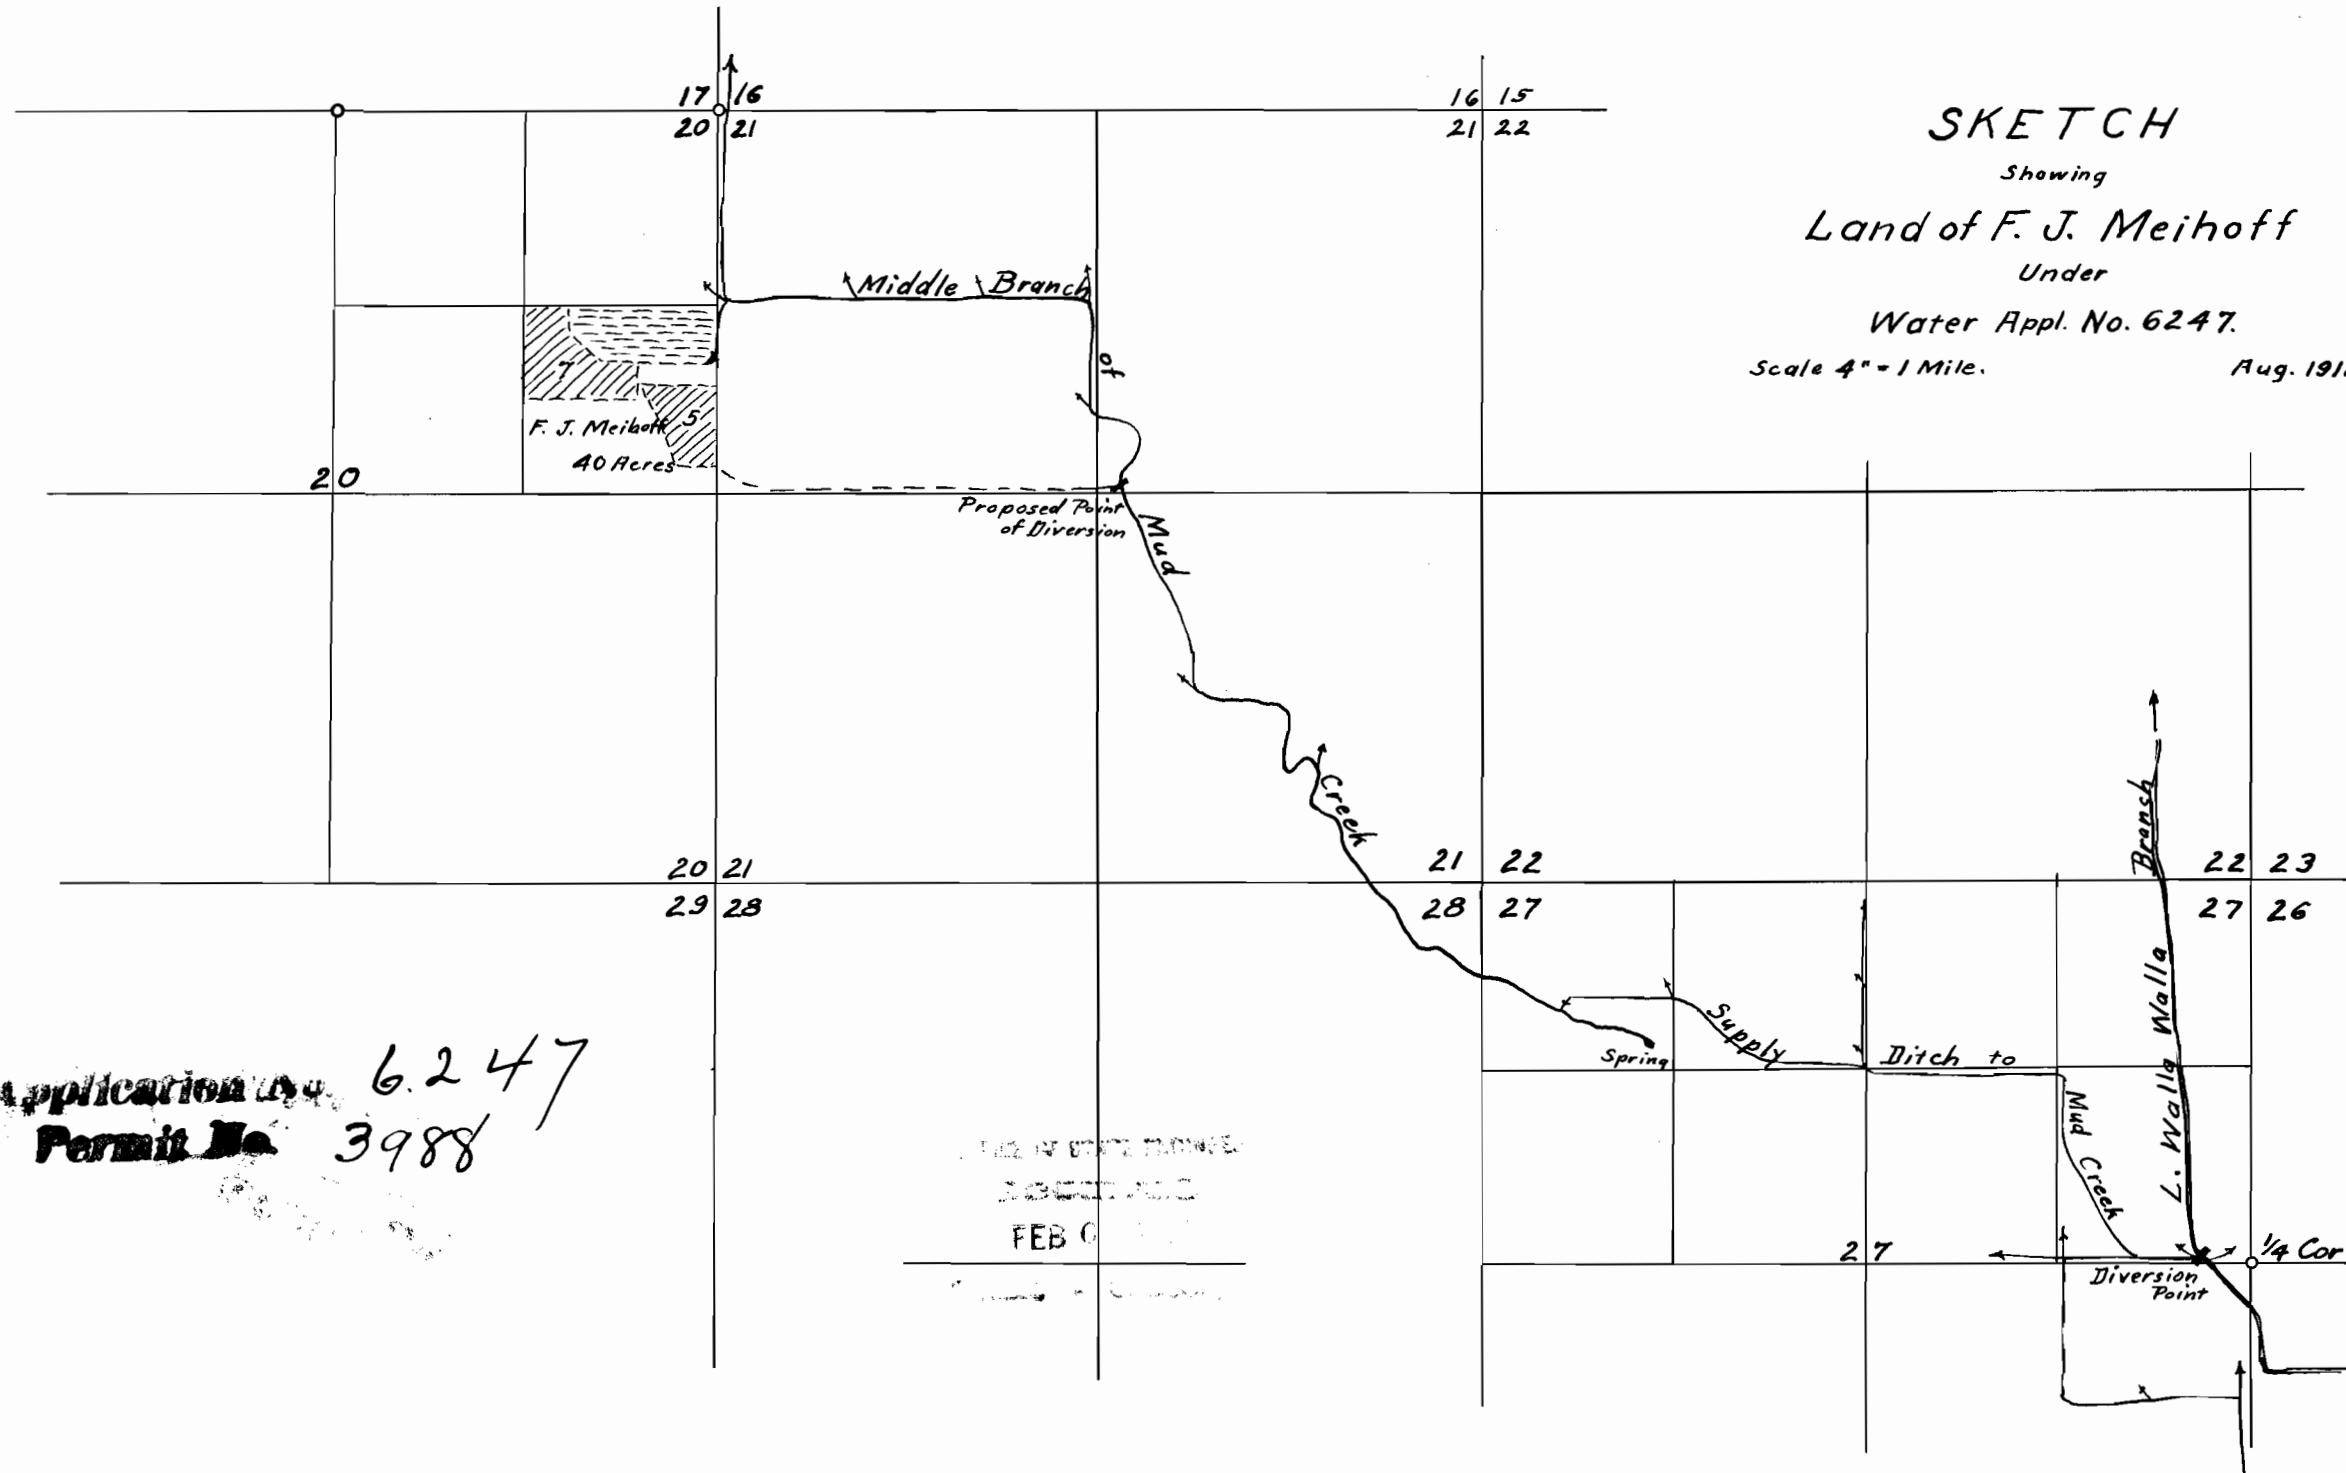 SKETCH
Showing
Land of F. J. Meihoff
Under
Water Appl. No. 6247.
Scale 4" = 1 Mile.
Aug. 191
17 16
20 21
16 15
21 22
Middle Branch
of
7
5
F. J. Meihoff
40 Acres
20
Proposed Point
of Diversion
Mud
Creek
20 21
29 28
21 22
28 27
22 23
27 26
Branch
L. Walla Walla
Supply
Ditch to
Mud Creek
Spring
27
1/4 Cor
Diversion
Point
Application No. 6247
Permit No. 3988
FEB